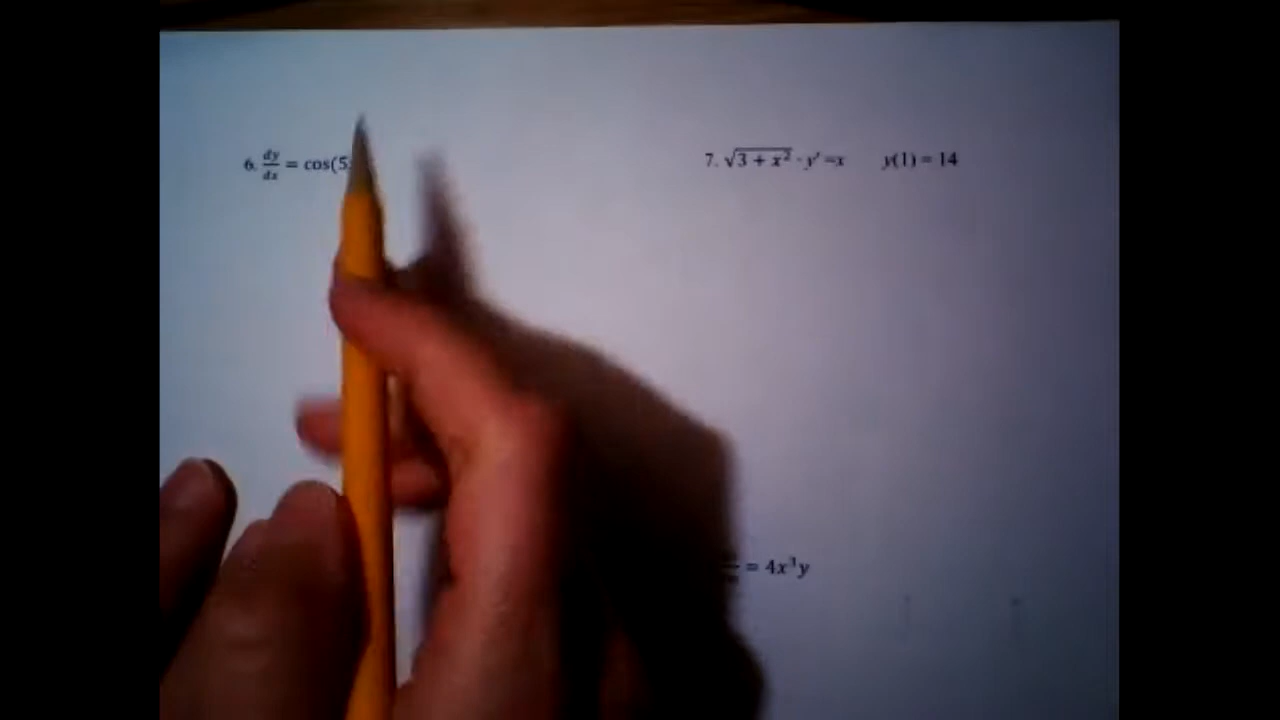 6. dy/dx = cos(5
7. √(3 + x²) · y' =x y(1) = 14
= 4x³y